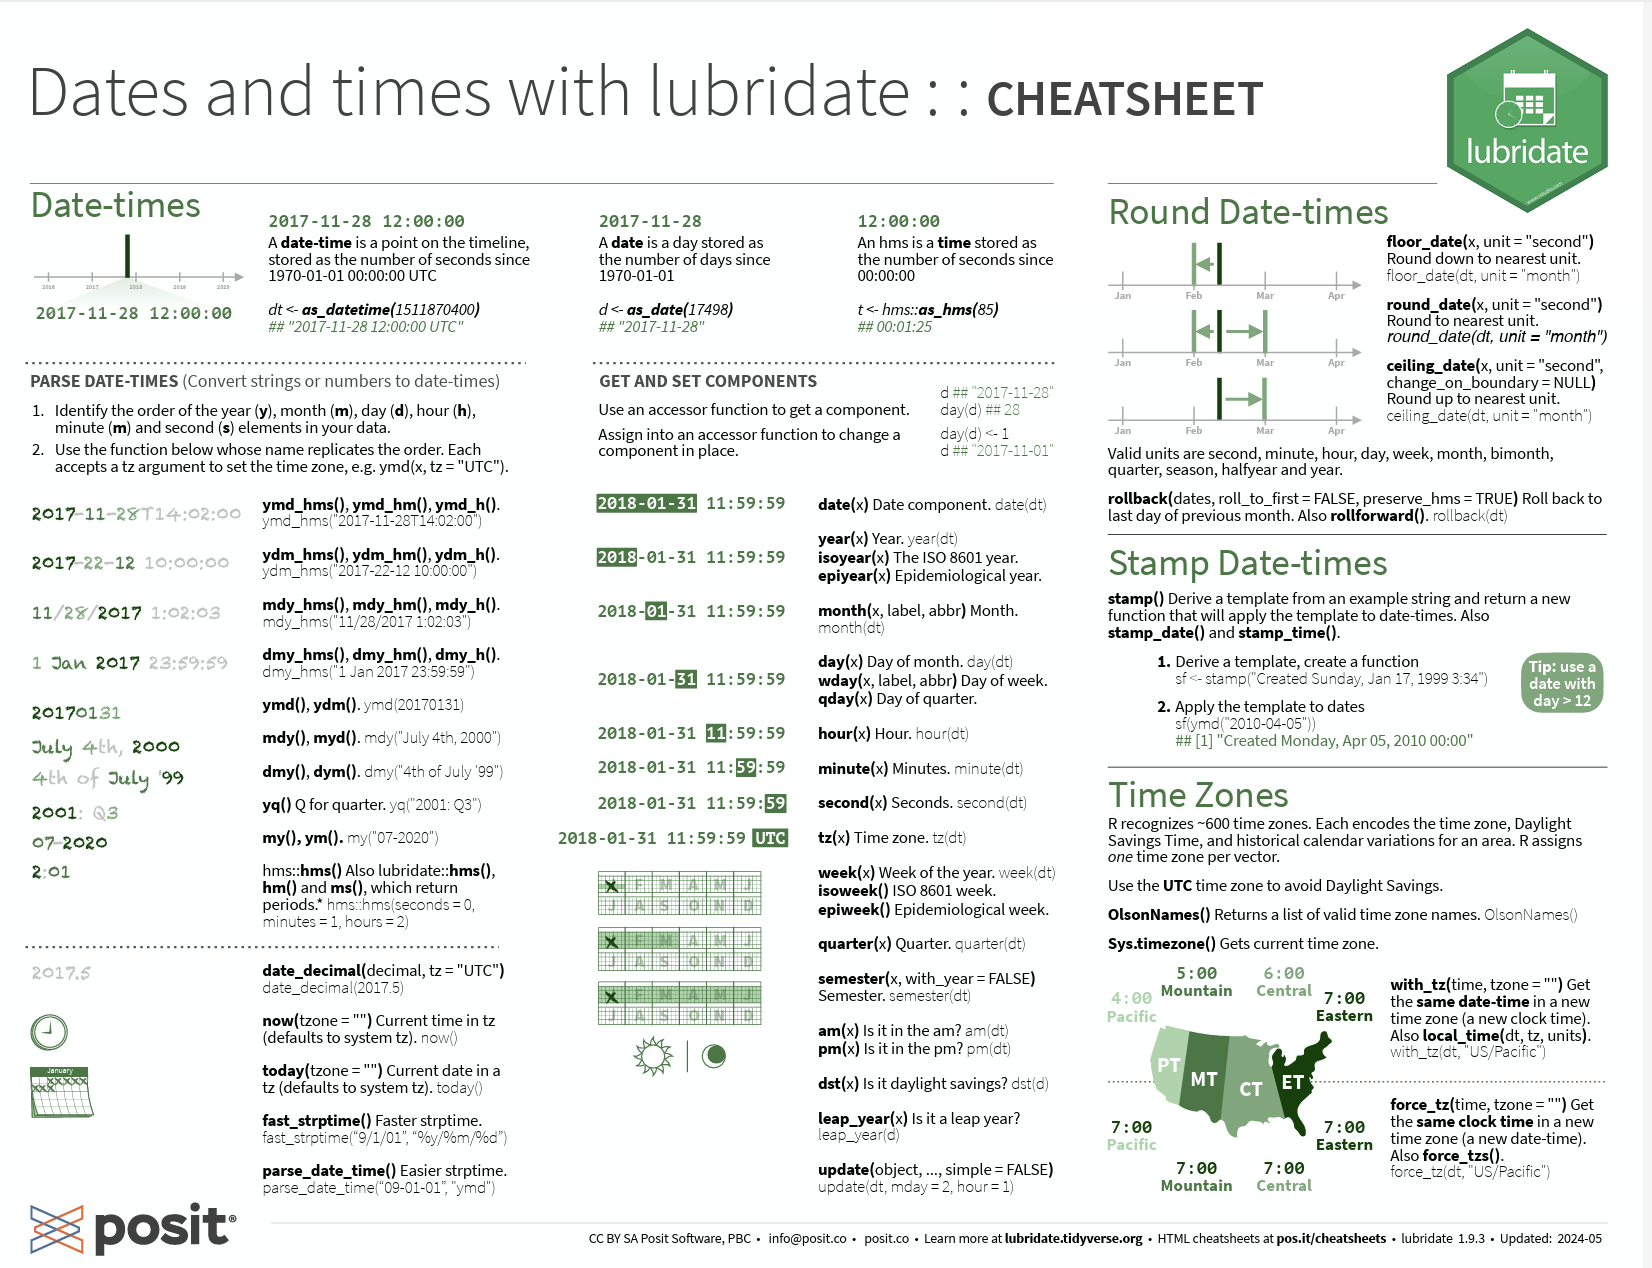 Dates and times with lubridate : : CHEATSHEET
lubridate
www.rstudio.com
Date-times
2016 2017 2018 2019 2020
2017-11-28 12:00:00
2017-11-28 12:00:00
A date-time is a point on the timeline,
stored as the number of seconds since
1970-01-01 00:00:00 UTC
dt <- as_datetime(1511870400)
## "2017-11-28 12:00:00 UTC"
2017-11-28
A date is a day stored as
the number of days since
1970-01-01
d <- as_date(17498)
## "2017-11-28"
12:00:00
An hms is a time stored as
the number of seconds since
00:00:00
t <- hms::as_hms(85)
## 00:01:25
PARSE DATE-TIMES (Convert strings or numbers to date-times)
1. Identify the order of the year (y), month (m), day (d), hour (h),
minute (m) and second (s) elements in your data.
2. Use the function below whose name replicates the order. Each
accepts a tz argument to set the time zone, e.g. ymd(x, tz = "UTC").
2017-11-28T14:02:00
ymd_hms(), ymd_hm(), ymd_h().
ymd_hms("2017-11-28T14:02:00")
2017-22-12 10:00:00
ydm_hms(), ydm_hm(), ydm_h().
ydm_hms("2017-22-12 10:00:00")
11/28/2017 1:02:03
mdy_hms(), mdy_hm(), mdy_h().
mdy_hms("11/28/2017 1:02:03")
1 Jan 2017 23:59:59
dmy_hms(), dmy_hm(), dmy_h().
dmy_hms("1 Jan 2017 23:59:59")
20170131
ymd(), ydm(). ymd(20170131)
July 4th, 2000
mdy(), myd(). mdy("July 4th, 2000")
4th of July '99
dmy(), dym(). dmy("4th of July '99")
2001: Q3
yq() Q for quarter. yq("2001: Q3")
07-2020
my(), ym(). my("07-2020")
2:01
hms::hms() Also lubridate::hms(),
hm() and ms(), which return
periods.* hms::hms(seconds = 0,
minutes = 1, hours = 2)
2017.5
date_decimal(decimal, tz = "UTC")
date_decimal(2017.5)
now(tzone = "") Current time in tz
(defaults to system tz). now()
January
xxxxx
xxx
today(tzone = "") Current date in a
tz (defaults to system tz). today()
fast_strptime() Faster strptime.
fast_strptime(“9/1/01”, “%y/%m/%d”)
parse_date_time() Easier strptime.
parse_date_time(“09-01-01”, "ymd")
GET AND SET COMPONENTS
Use an accessor function to get a component.
d ## "2017-11-28"
day(d) ## 28
Assign into an accessor function to change a
component in place.
day(d) <- 1
d ## "2017-11-01"
2018-01-31 11:59:59
date(x) Date component. date(dt)
2018-01-31 11:59:59
year(x) Year. year(dt)
isoyear(x) The ISO 8601 year.
epiyear(x) Epidemiological year.
2018-01-31 11:59:59
month(x, label, abbr) Month.
month(dt)
2018-01-31 11:59:59
day(x) Day of month. day(dt)
wday(x, label, abbr) Day of week.
qday(x) Day of quarter.
2018-01-31 11:59:59
hour(x) Hour. hour(dt)
2018-01-31 11:59:59
minute(x) Minutes. minute(dt)
2018-01-31 11:59:59
second(x) Seconds. second(dt)
2018-01-31 11:59:59 UTC
tz(x) Time zone. tz(dt)
x F M A M J
J A S O N D
week(x) Week of the year. week(dt)
isoweek() ISO 8601 week.
epiweek() Epidemiological week.
x F M A M J
J A S O N D
quarter(x) Quarter. quarter(dt)
x F M A M J
J A S O N D
semester(x, with_year = FALSE)
Semester. semester(dt)
am(x) Is it in the am? am(dt)
pm(x) Is it in the pm? pm(dt)
dst(x) Is it daylight savings? dst(d)
leap_year(x) Is it a leap year?
leap_year(d)
update(object, ..., simple = FALSE)
update(dt, mday = 2, hour = 1)
Round Date-times
Jan Feb Mar Apr
floor_date(x, unit = "second")
Round down to nearest unit.
floor_date(dt, unit = "month")
Jan Feb Mar Apr
round_date(x, unit = "second")
Round to nearest unit.
round_date(dt, unit = "month")
Jan Feb Mar Apr
ceiling_date(x, unit = "second",
change_on_boundary = NULL)
Round up to nearest unit.
ceiling_date(dt, unit = "month")
Valid units are second, minute, hour, day, week, month, bimonth,
quarter, season, halfyear and year.
rollback(dates, roll_to_first = FALSE, preserve_hms = TRUE) Roll back to
last day of previous month. Also rollforward(). rollback(dt)
Stamp Date-times
stamp() Derive a template from an example string and return a new
function that will apply the template to date-times. Also
stamp_date() and stamp_time().
1. Derive a template, create a function
sf <- stamp("Created Sunday, Jan 17, 1999 3:34")
2. Apply the template to dates
sf(ymd("2010-04-05"))
## [1] "Created Monday, Apr 05, 2010 00:00"
Tip: use a
date with
day > 12
Time Zones
R recognizes ~600 time zones. Each encodes the time zone, Daylight
Savings Time, and historical calendar variations for an area. R assigns
one time zone per vector.
Use the UTC time zone to avoid Daylight Savings.
OlsonNames() Returns a list of valid time zone names. OlsonNames()
Sys.timezone() Gets current time zone.
4:00
Pacific
5:00
Mountain
6:00
Central
7:00
Eastern
PT MT CT ET
7:00
Pacific
7:00
Mountain
7:00
Central
7:00
Eastern
with_tz(time, tzone = "") Get
the same date-time in a new
time zone (a new clock time).
Also local_time(dt, tz, units).
with_tz(dt, "US/Pacific")
force_tz(time, tzone = "") Get
the same clock time in a new
time zone (a new date-time).
Also force_tzs().
force_tz(dt, "US/Pacific")
posit®
CC BY SA Posit Software, PBC • info@posit.co • posit.co • Learn more at lubridate.tidyverse.org • HTML cheatsheets at pos.it/cheatsheets • lubridate 1.9.3 • Updated: 2024-05